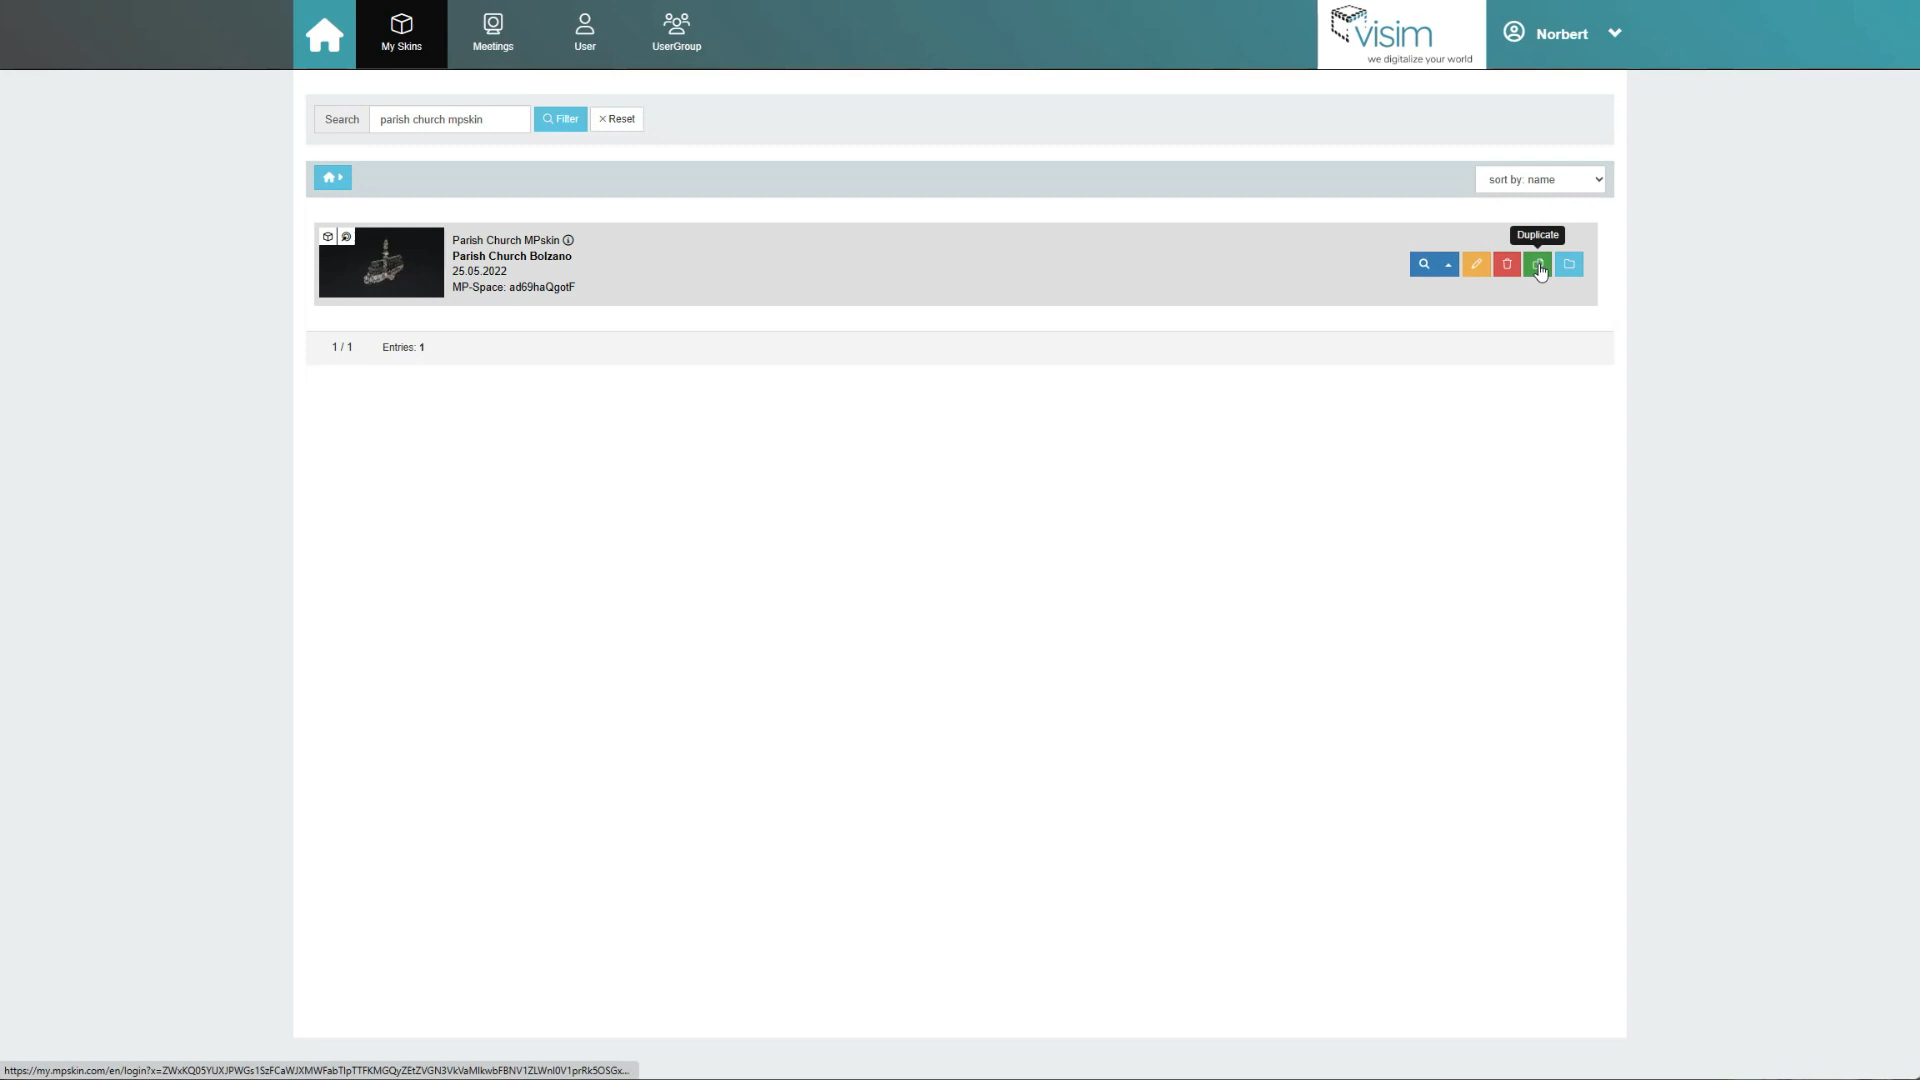 My Skins
Meetings
User
UserGroup
visim
we digitalize your world
Norbert
Search
parish church mpskin
Filter
Reset
sort by: name
Parish Church MPskin
Parish Church Bolzano
25.05.2022
MP-Space: ad69haQgotF
Duplicate
1 / 1
Entries: 1